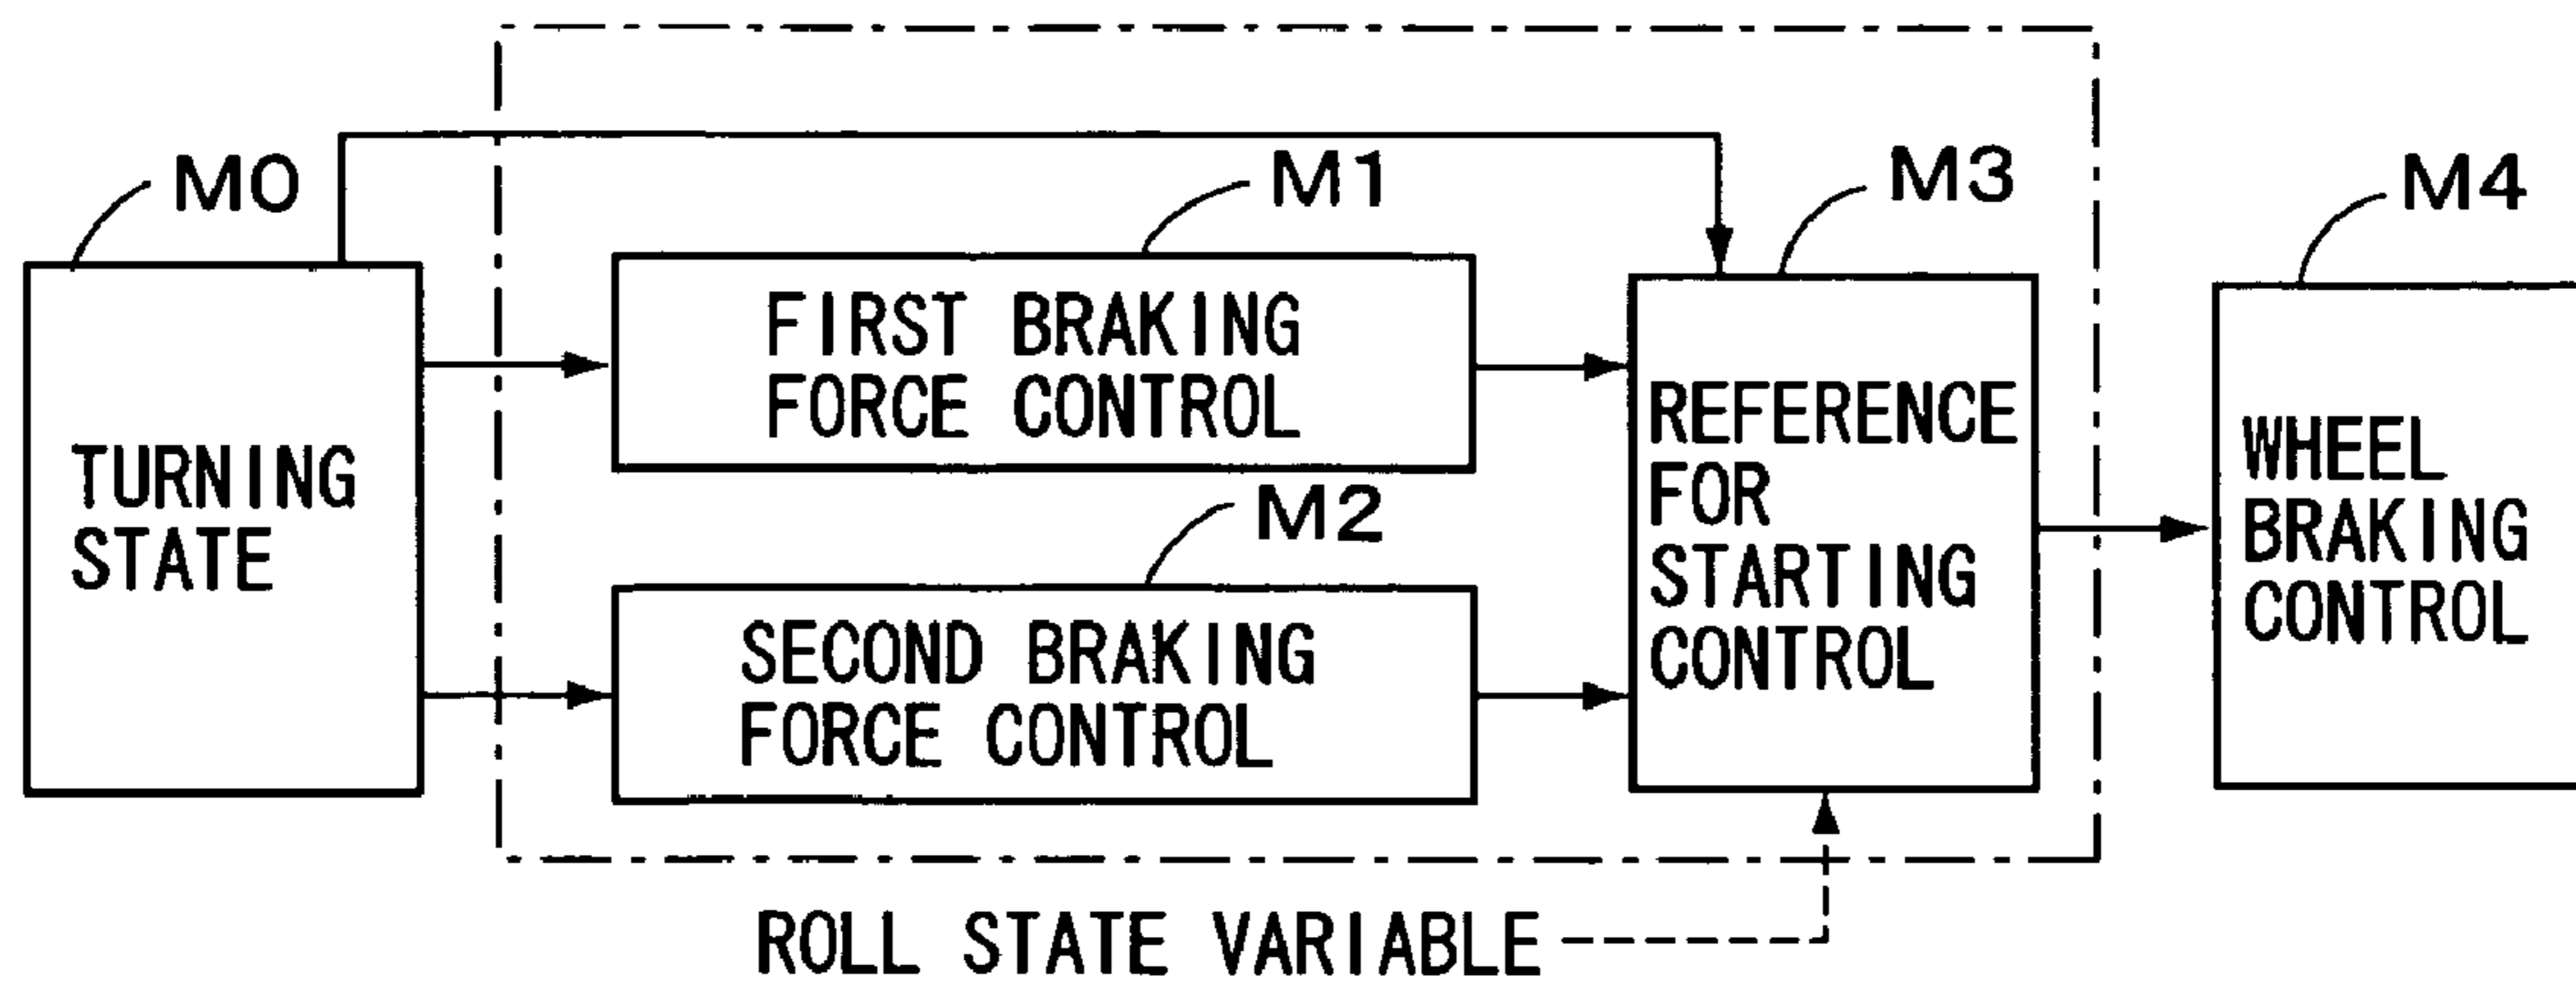 M0
M1
M3
M4
TURNING
STATE
FIRST BRAKING
FORCE CONTROL
M2
SECOND BRAKING
FORCE CONTROL
REFERENCE
FOR
STARTING
CONTROL
WHEEL
BRAKING
CONTROL
ROLL STATE VARIABLE